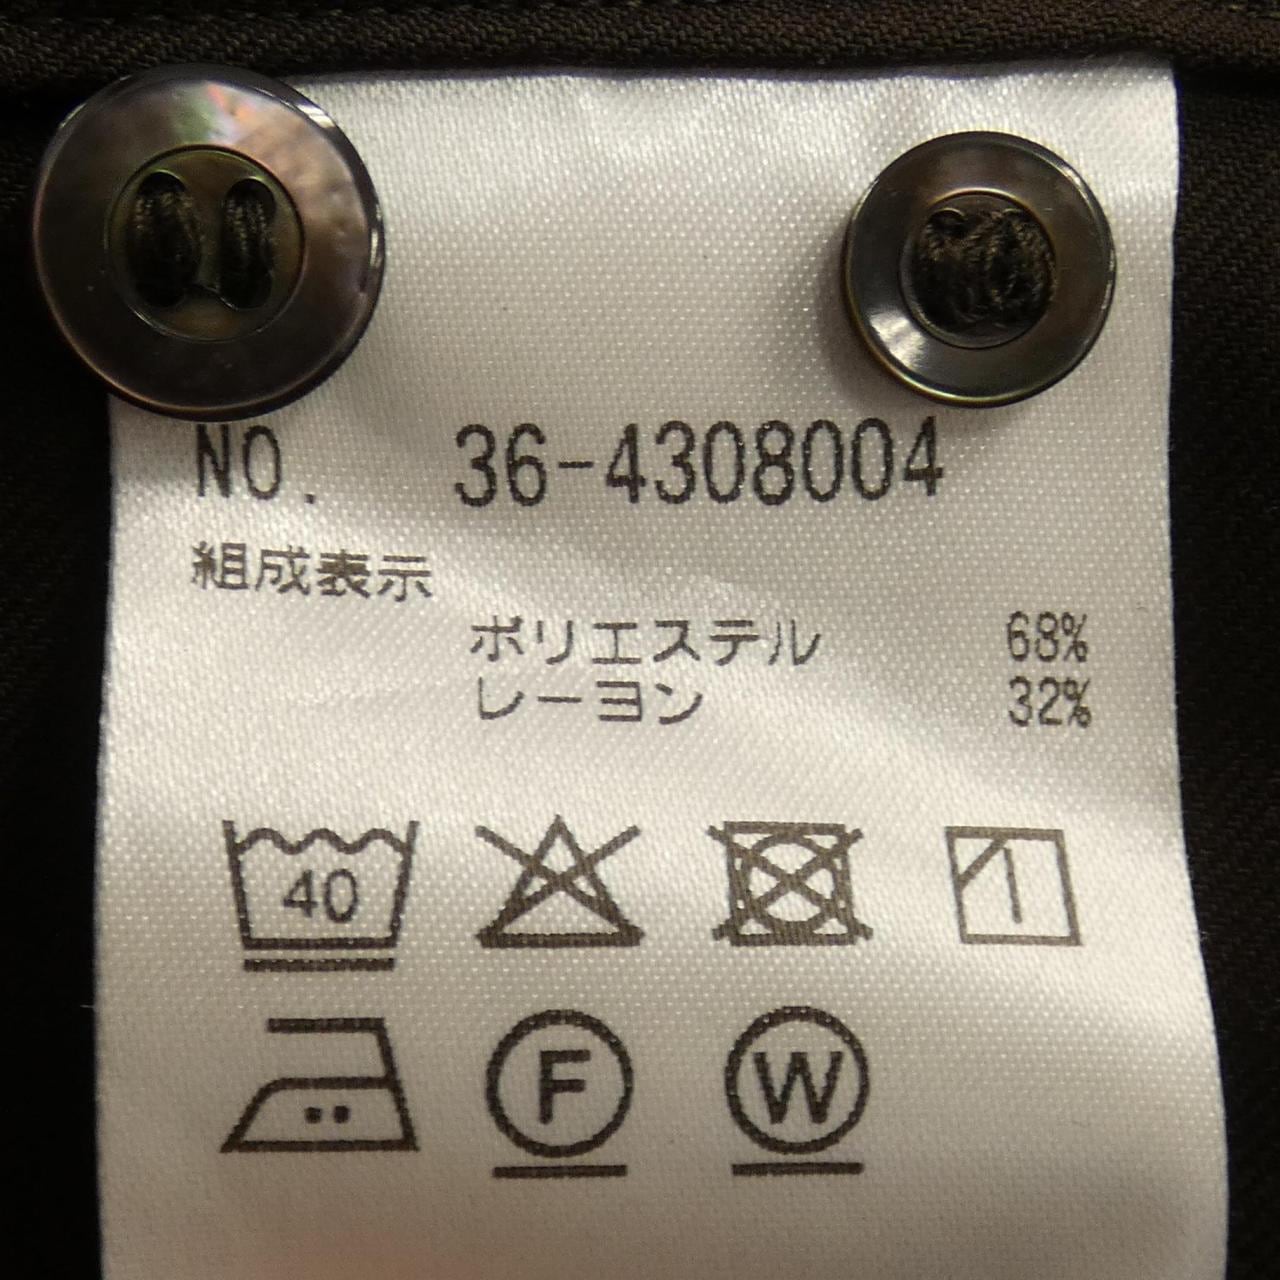 NO. 36-4308004
組成表示
ポリエステル 68%
レーヨン 32%
40
F W